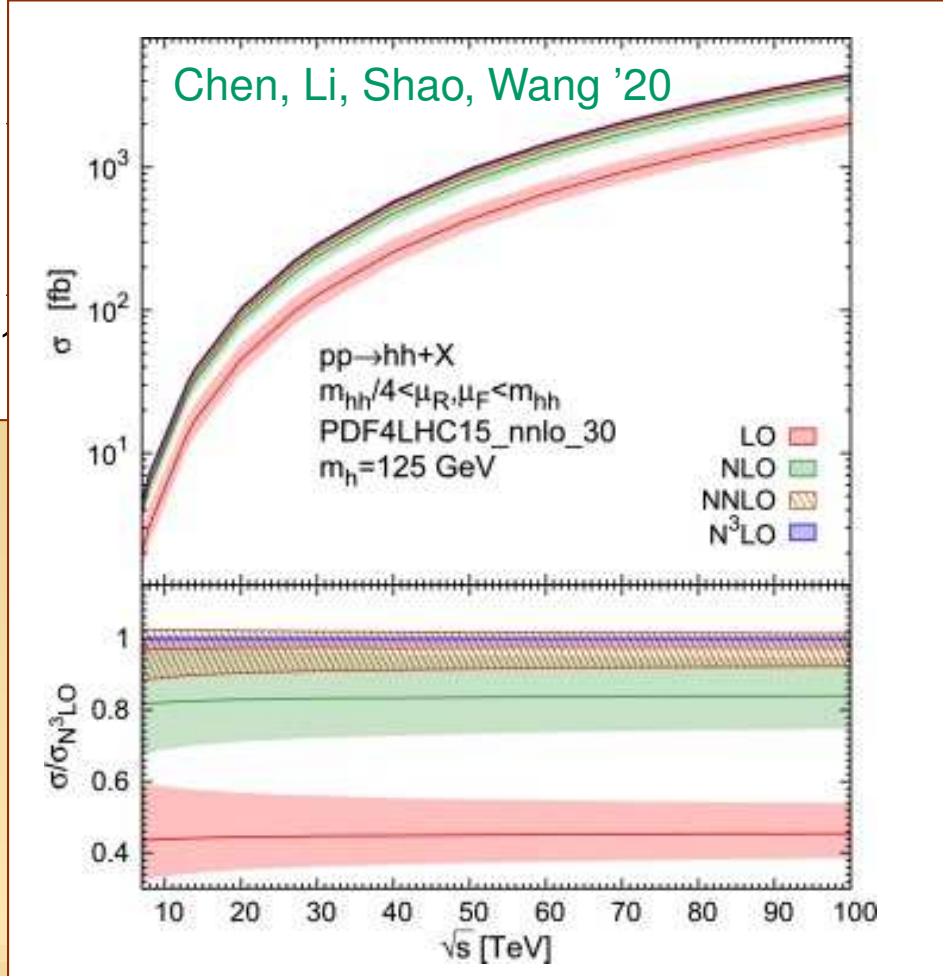 Chen, Li, Shao, Wang '20
10³
10²
10¹
σ [fb]
pp→hh+X
m_hh/4<μ_R,μ_F<m_hh
PDF4LHC15_nnlo_30
m_h=125 GeV
LO
NLO
NNLO
N³LO
1
0.8
0.6
0.4
σ/σ_N³LO
10 20 30 40 50 60 70 80 90 100
√s [TeV]